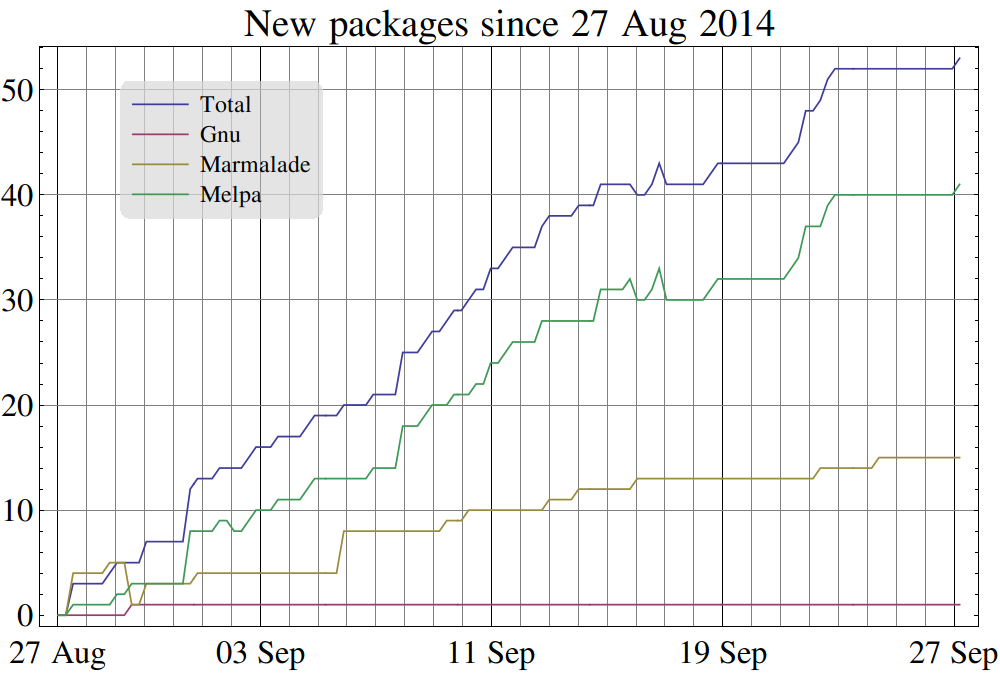 New packages since 27 Aug 2014
50
40
30
20
10
0
Total
Gnu
Marmalade
Melpa
27 Aug
03 Sep
11 Sep
19 Sep
27 Sep